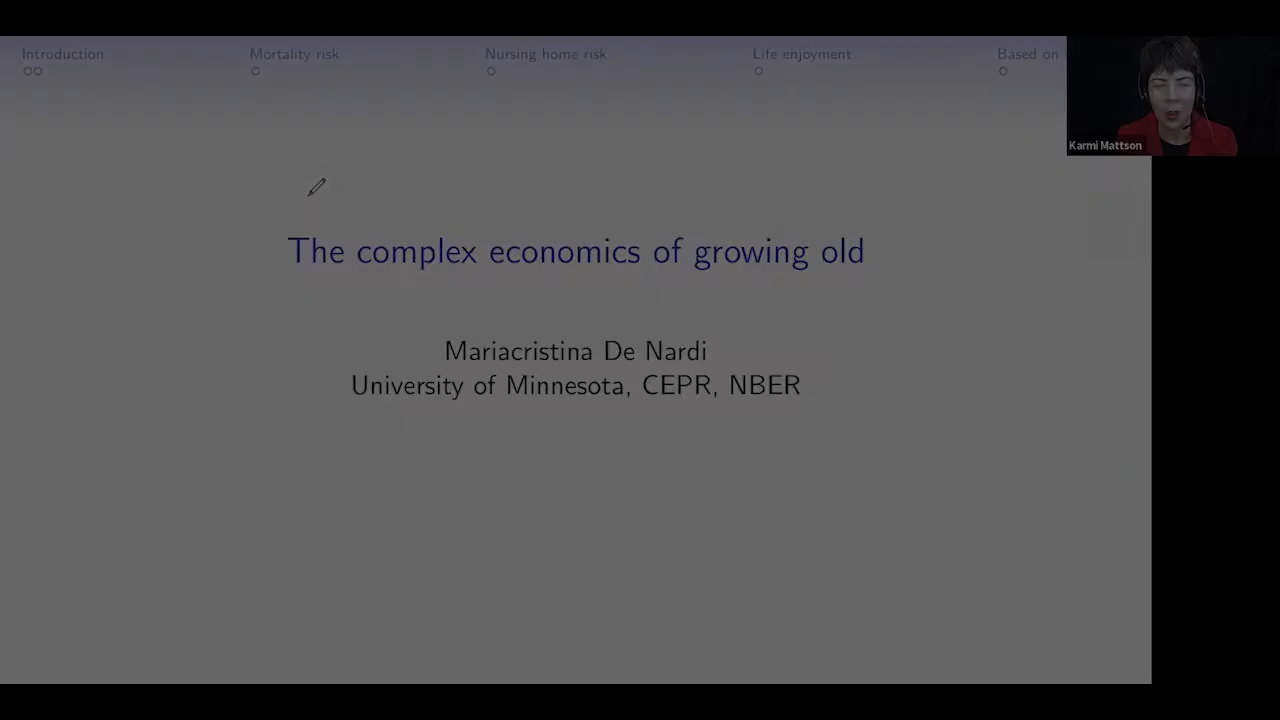 Introduction
Mortality risk
Nursing home risk
Life enjoyment
Based on
Karmi Mattson
The complex economics of growing old
Mariacristina De Nardi
University of Minnesota, CEPR, NBER